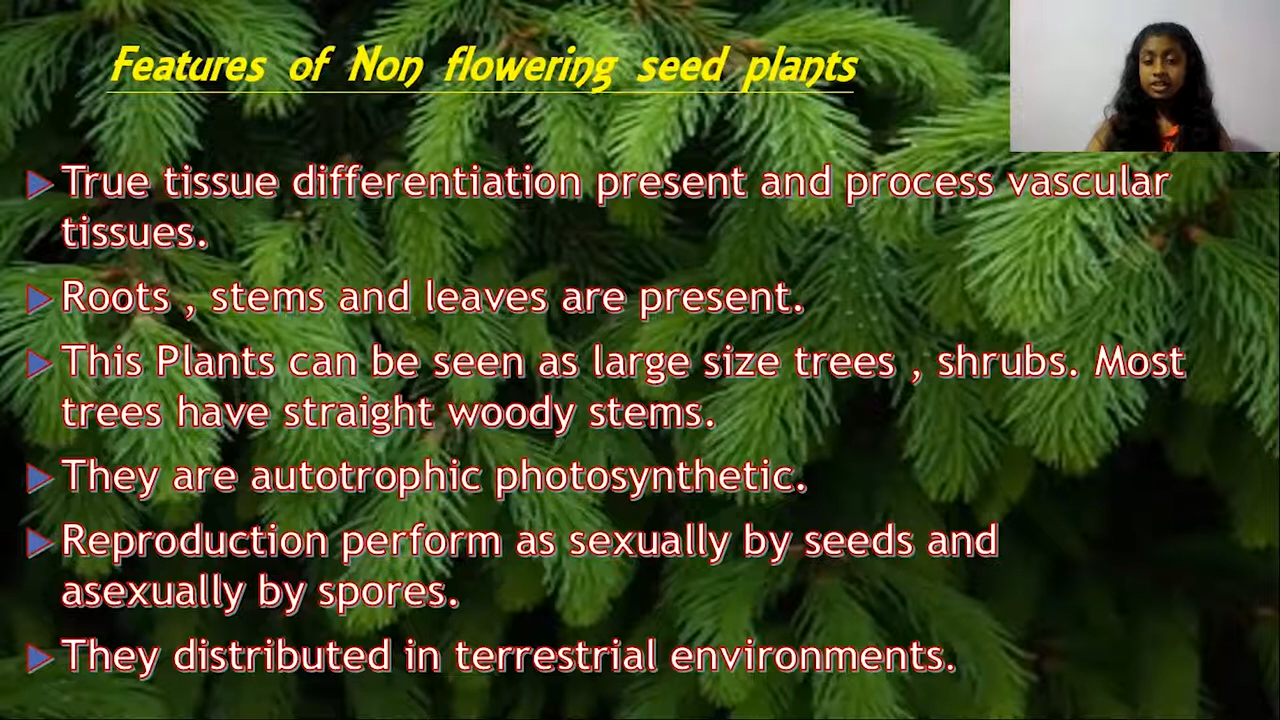 Features of Non flowering seed plants
True tissue differentiation present and process vascular
tissues.
Roots , stems and leaves are present.
This Plants can be seen as large size trees , shrubs. Most
trees have straight woody stems.
They are autotrophic photosynthetic.
Reproduction perform as sexually by seeds and
asexually by spores.
They distributed in terrestrial environments.